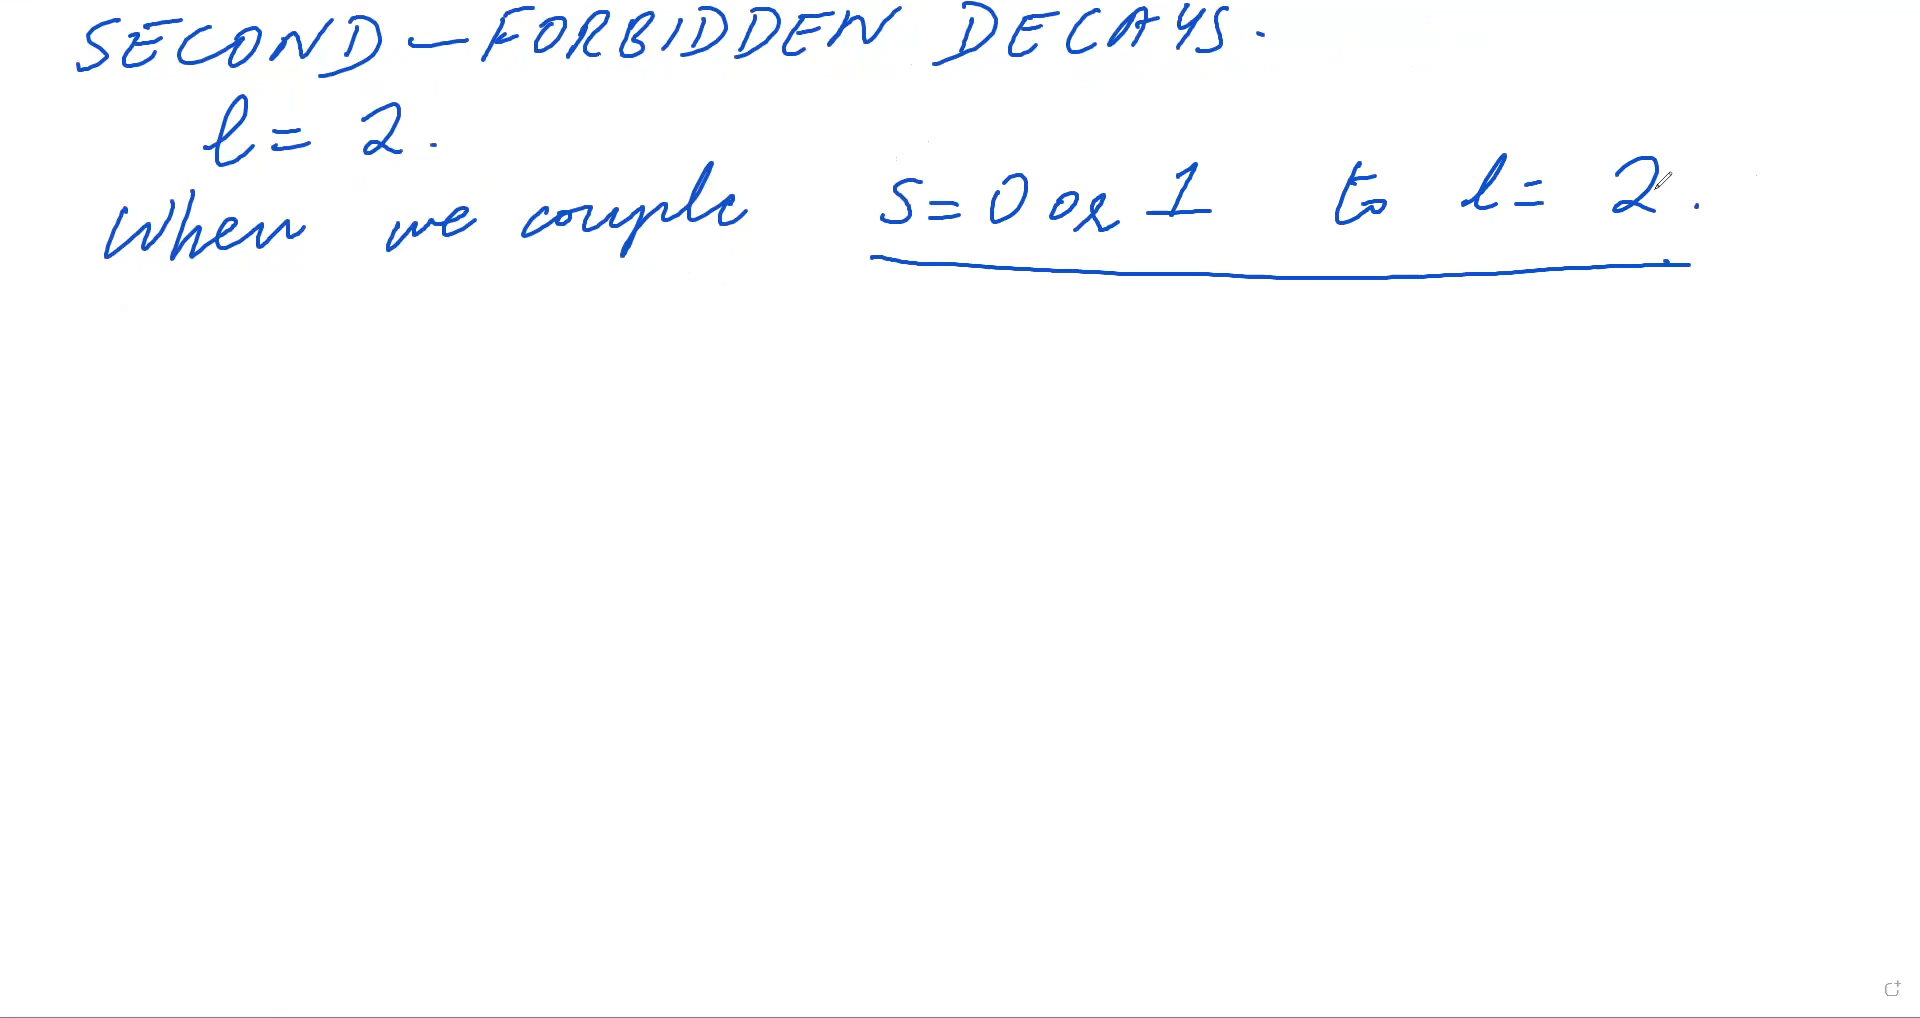 SECOND-FORBIDDEN DECAYS.
l = 2.
When we couple s=0 or 1 to l = 2.